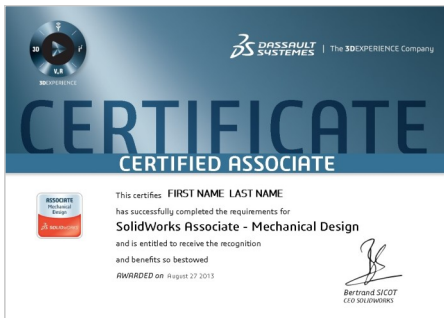 3D
V,R
3DEXPERIENCE
DASSAULT SYSTEMES | The 3DEXPERIENCE Company
CERTIFICATE
CERTIFIED ASSOCIATE
ASSOCIATE
Mechanical
Design
SOLIDWORKS
This certifies FIRST NAME LAST NAME
has successfully completed the requirements for
SolidWorks Associate - Mechanical Design
and is entitled to receive the recognition
and benefits so bestowed
AWARDED on August 27 2013
Bertrand SICOT
CEO SOLIDWORKS